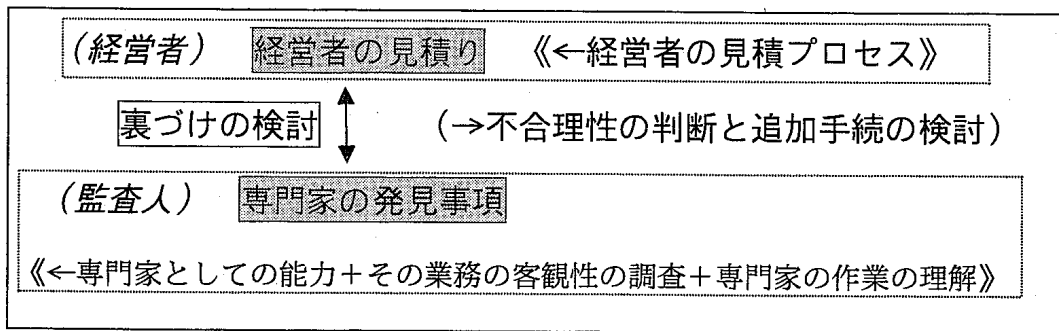 (経営者) 経営者の見積り 《←経営者の見積プロセス》
裏づけの検討 (→不合理性の判断と追加手続の検討)
(監査人) 専門家の発見事項
《←専門家としての能力+その業務の客観性の調査+専門家の作業の理解》